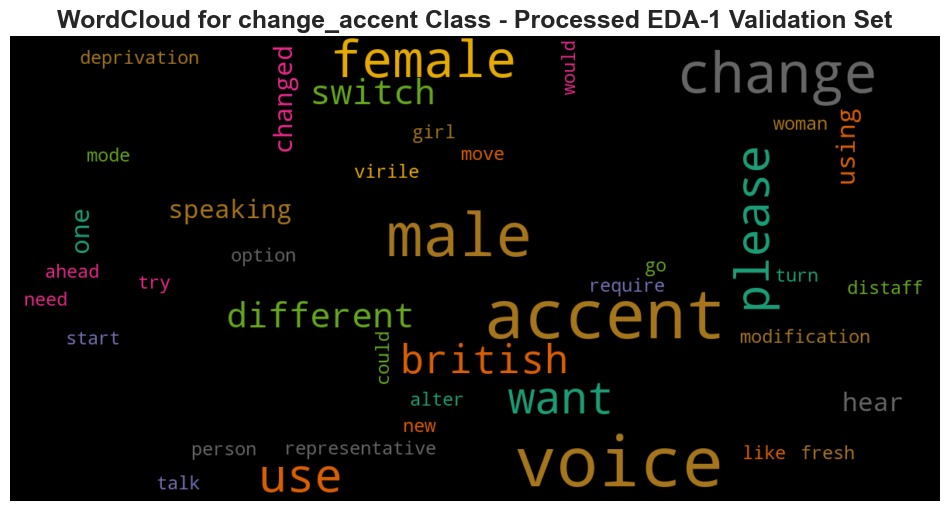 WordCloud for change_accent Class - Processed EDA-1 Validation Set
deprivation
changed
female
would
change
switch
girl
woman
using
mode
move
virile
please
one
speaking
male
option
ahead
try
go
turn
need
require
distaff
different
accent
start
could
british
modification
alter
want
hear
new
person
representative
voice
like
fresh
talk
use